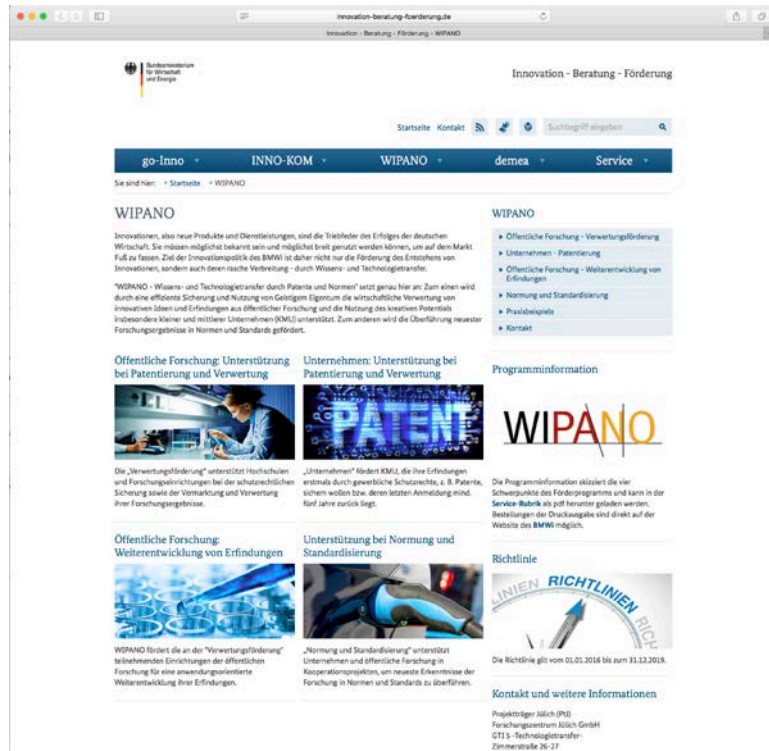 innovation-beratung-foerderung.de
Innovation - Beratung - Förderung - WIPANO
Bundesministerium
für Wirtschaft
und Energie
Innovation - Beratung - Förderung
Startseite Kontakt
Suchbegriff eingeben
go-Inno
INNO-KOM
WIPANO
demea
Service
Sie sind hier: Startseite WIPANO
WIPANO
Innovationen, also neue Produkte und Dienstleistungen, sind die Triebfeder des Erfolges der deutschen
Wirtschaft. Sie müssen möglichst bekannt sein und möglichst breit genutzt werden können, um auf dem Markt
Fuß zu fassen. Ziel der Innovationspolitik des BMWi ist daher nicht nur die Förderung des Entstehens von
Innovationen, sondern auch deren rasche Verbreitung - durch Wissens- und Technologietransfer.
"WIPANO - Wissens- und Technologietransfer durch Patente und Normen" setzt genau hier an: Zum einen wird
durch eine effiziente Sicherung und Nutzung von Geistigem Eigentum die wirtschaftliche Verwertung von
innovativen Ideen und Erfindungen aus öffentlicher Forschung und die Nutzung des kreativen Potentials
insbesondere kleiner und mittlerer Unternehmen (KMU) unterstützt. Zum anderen wird die Überführung neuester
Forschungsergebnisse in Normen und Standards gefördert.
Öffentliche Forschung: Unterstützung
bei Patentierung und Verwertung
Die „Verwertungsförderung" unterstützt Hochschulen
und Forschungseinrichtungen bei der schutzrechtlichen
Sicherung sowie der Vermarktung und Verwertung
ihrer Forschungsergebnisse.
Unternehmen: Unterstützung bei
Patentierung und Verwertung
PATENT
„Unternehmen" fördert KMU, die ihre Erfindungen
erstmals durch gewerbliche Schutzrechte, z. B. Patente,
sichern wollen bzw. deren letzten Anmeldung mind.
fünf Jahre zurück liegt.
Öffentliche Forschung:
Weiterentwicklung von Erfindungen
WIPANO fördert die an der "Verwertungsförderung"
teilnehmenden Einrichtungen der öffentlichen
Forschung für eine anwendungsorientierte
Weiterentwicklung ihrer Erfindungen.
Unterstützung bei Normung und
Standardisierung
„Normung und Standardisierung" unterstützt
Unternehmen und öffentliche Forschung in
Kooperationsprojekten, um neueste Erkenntnisse der
Forschung in Normen und Standards zu überführen.
WIPANO
Öffentliche Forschung - Verwertungsförderung
Unternehmen - Patentierung
Öffentliche Forschung - Weiterentwicklung von
Erfindungen
Normung und Standardisierung
Praxisbeispiele
Kontakt
Programminformation
WIPANO
Die Programminformation skizziert die vier
Schwerpunkte des Förderprogramms und kann in der
Service-Rubrik als pdf herunter geladen werden.
Bestellungen der Druckausgabe sind direkt auf der
Website des BMWi möglich.
Richtlinie
LINIEN RICHTLINIEN RICH
Die Richtlinie gilt vom 01.01.2016 bis zum 31.12.2019.
Kontakt und weitere Informationen
Projektträger Jülich (PtJ)
Forschungszentrum Jülich GmbH
GTI 5 -Technologietransfer-
Zimmerstraße 26-27